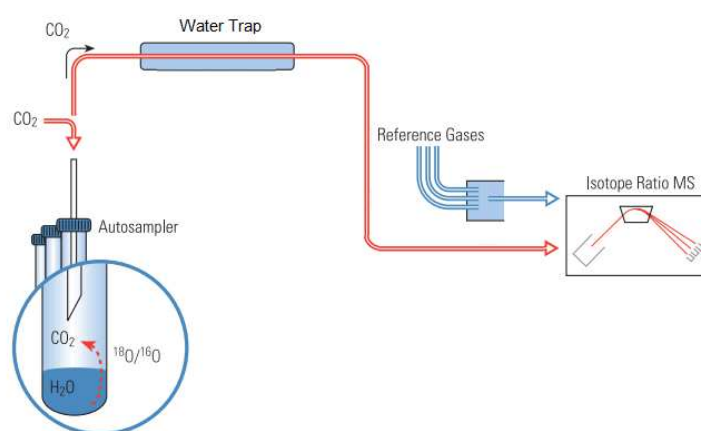 Water Trap
CO₂
CO₂
Reference Gases
Isotope Ratio MS
Autosampler
CO₂
¹⁸O/¹⁶O
H₂O